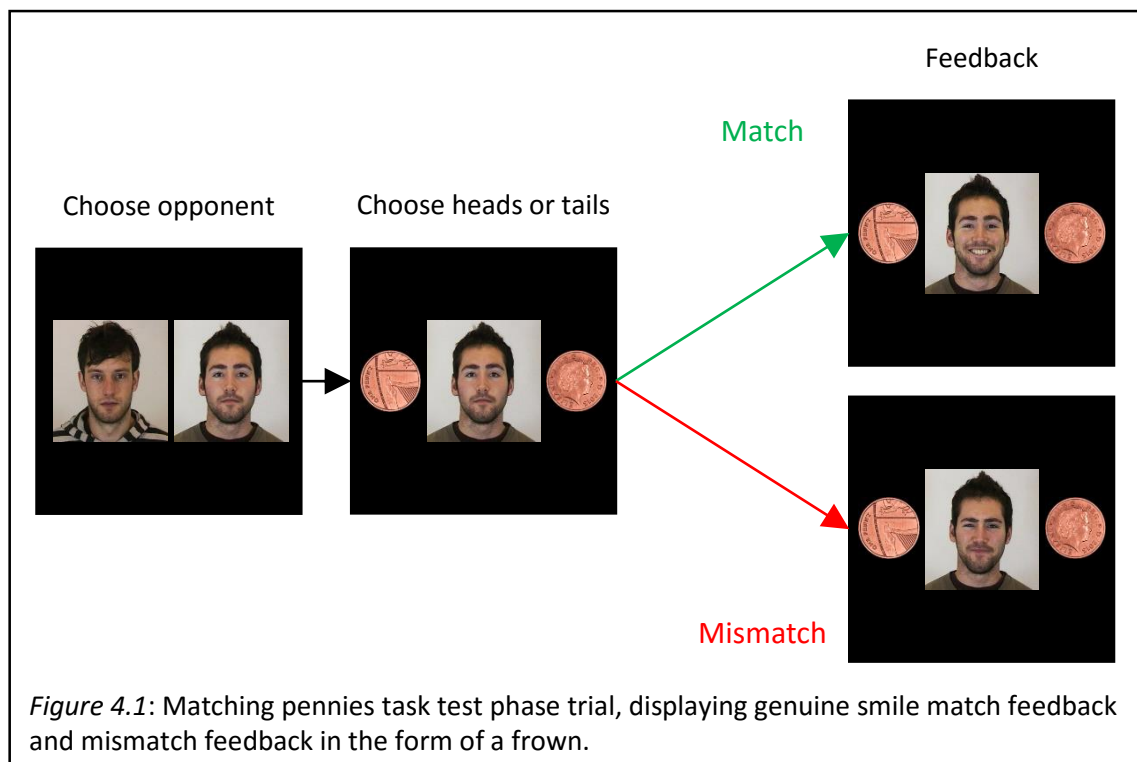 Feedback
Match
Choose opponent
Choose heads or tails
Mismatch
Figure 4.1: Matching pennies task test phase trial, displaying genuine smile match feedback
and mismatch feedback in the form of a frown.